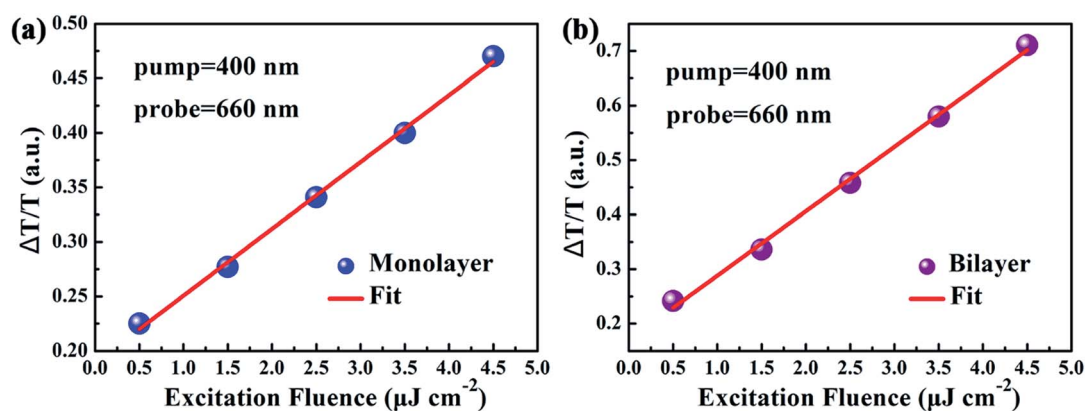 (a)
pump=400 nm
probe=660 nm
Monolayer
Fit
ΔT/T (a.u.)
0.50
0.45
0.40
0.35
0.30
0.25
0.20
0.0 0.5 1.0 1.5 2.0 2.5 3.0 3.5 4.0 4.5 5.0
Excitation Fluence (μJ cm⁻²)
(b)
pump=400 nm
probe=660 nm
Bilayer
Fit
ΔT/T (a.u.)
0.7
0.6
0.5
0.4
0.3
0.2
0.0 0.5 1.0 1.5 2.0 2.5 3.0 3.5 4.0 4.5 5.0
Excitation Fluence (μJ cm⁻²)